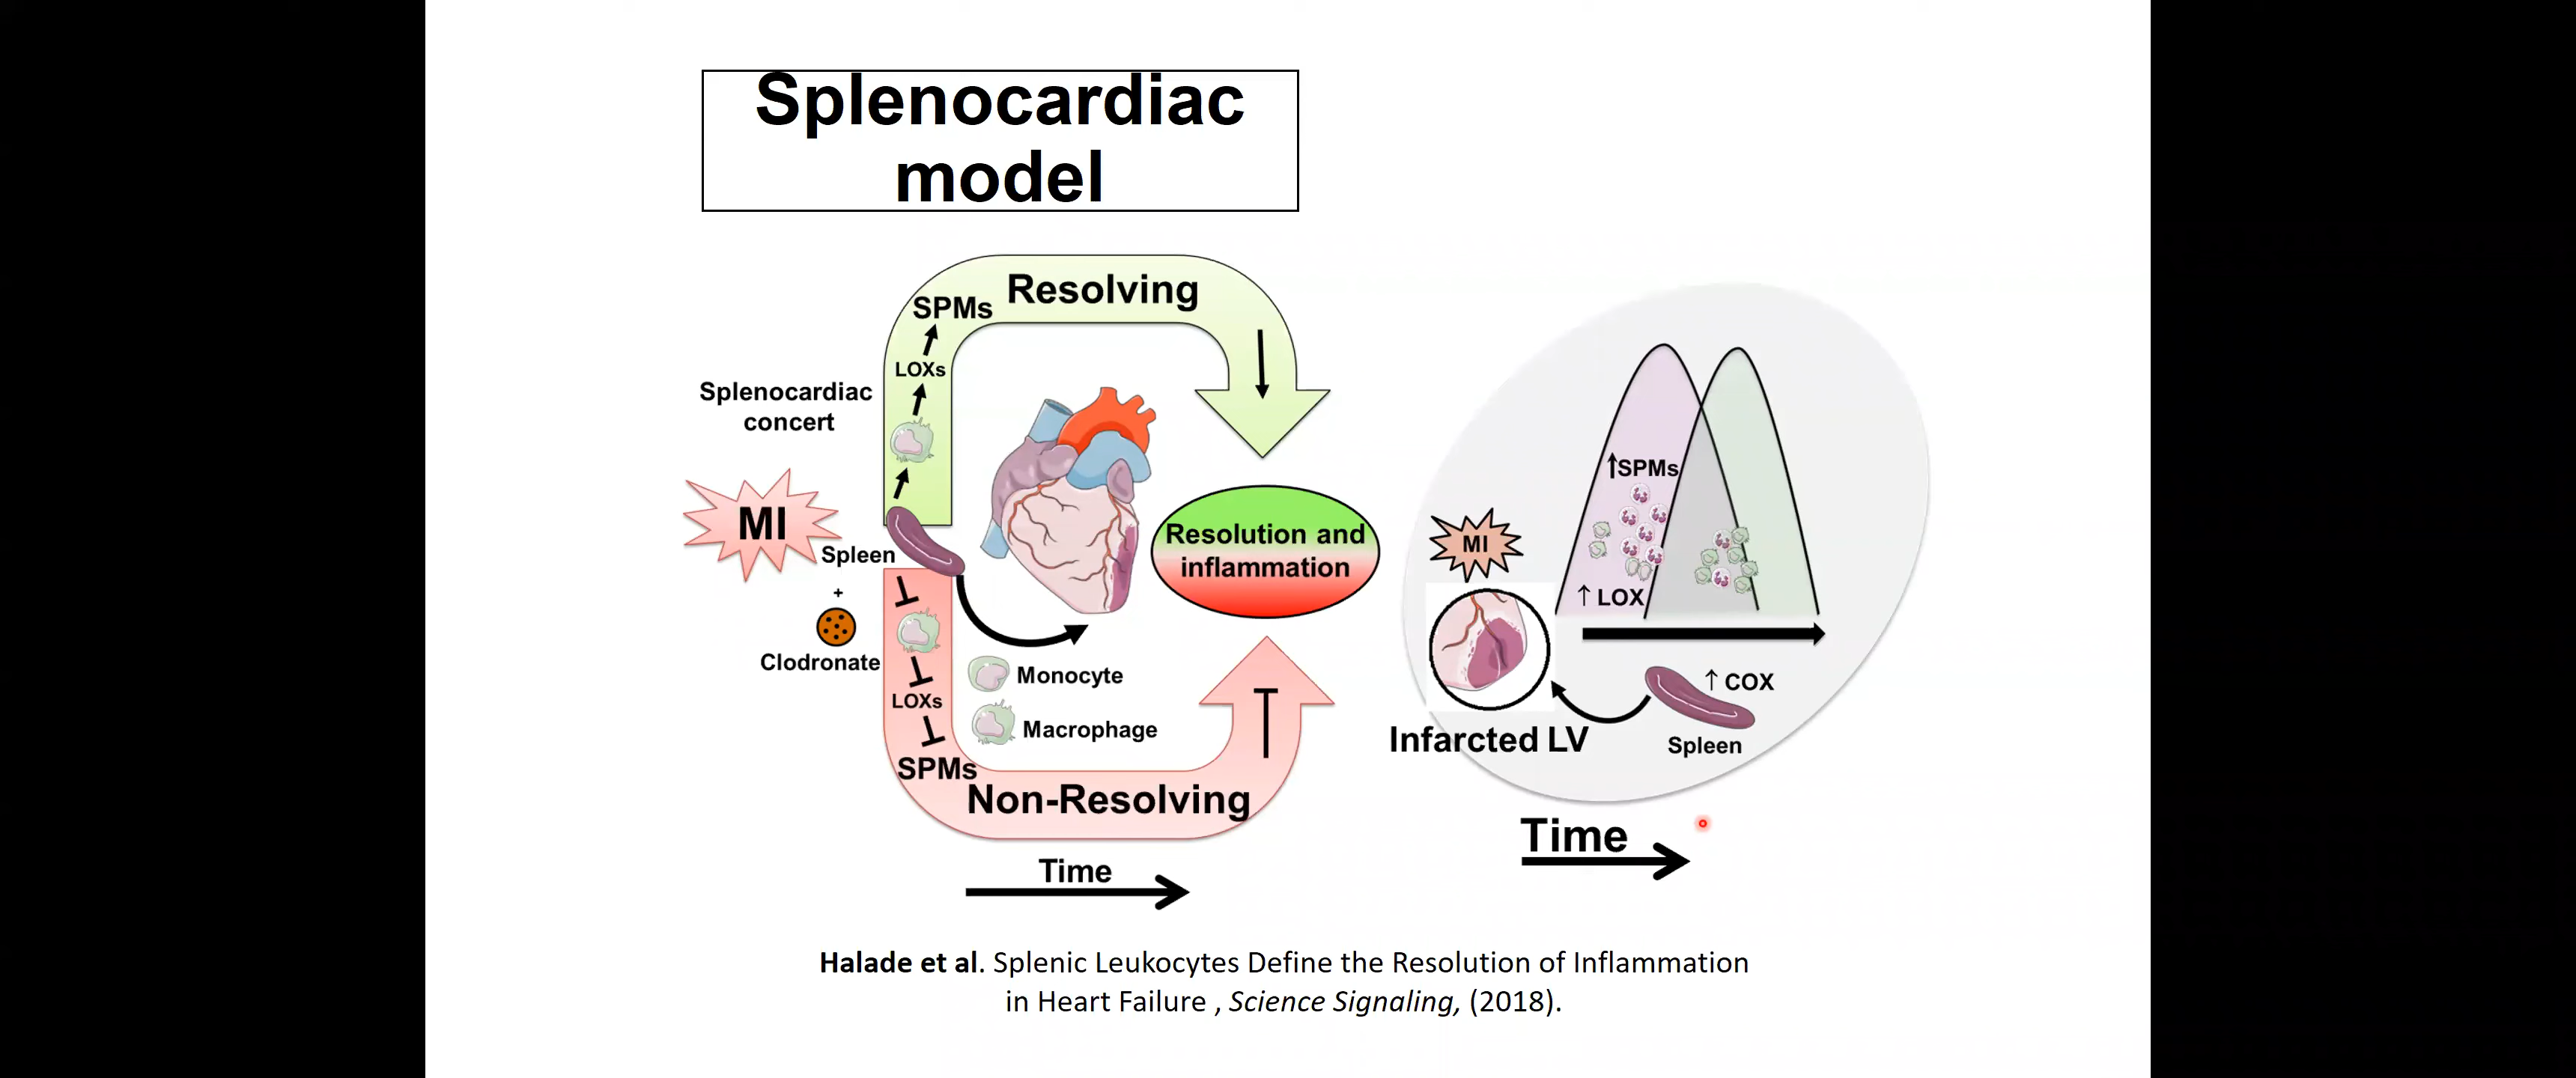 Splenocardiac
model
Resolving
SPMs
LOXs
Splenocardiac
concert
MI
Spleen
+
Clodronate
LOXs
SPMs
Non-Resolving
Monocyte
Macrophage
Resolution and
inflammation
Time
↑SPMs
MI
↑ LOX
↑ COX
Infarcted LV
Spleen
Time
Halade et al. Splenic Leukocytes Define the Resolution of Inflammation
in Heart Failure , Science Signaling, (2018).